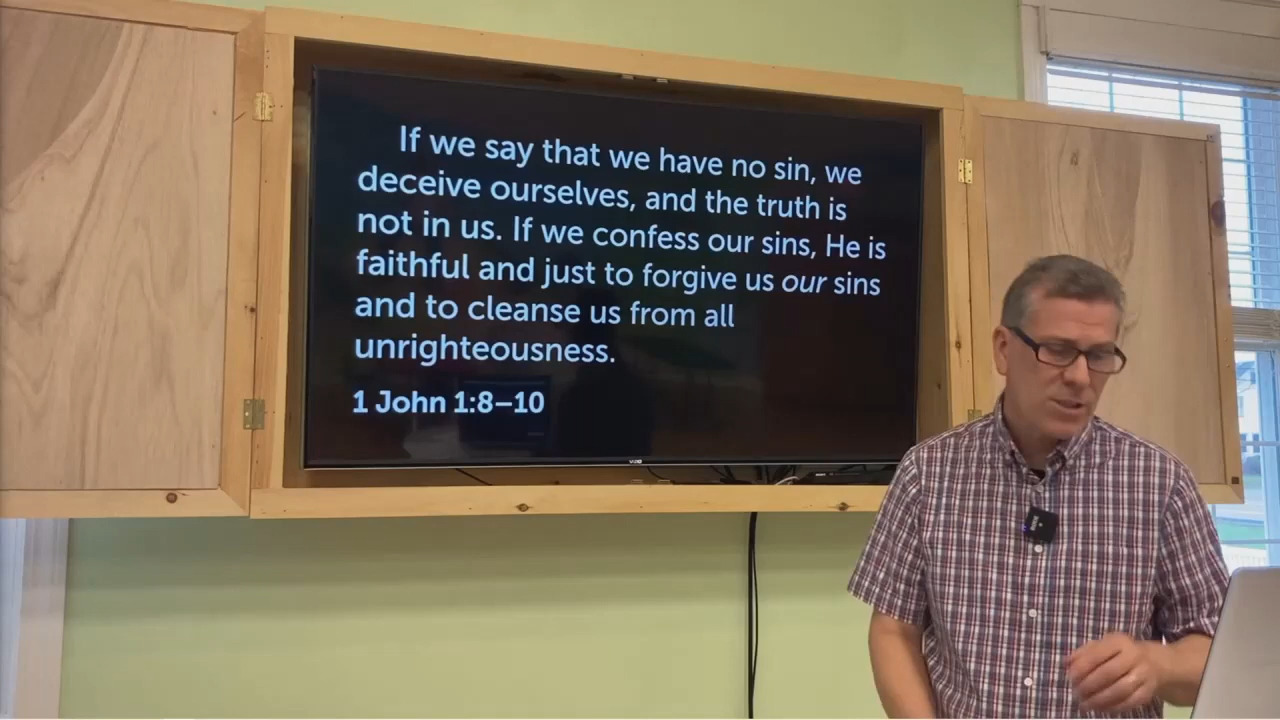 If we say that we have no sin, we
deceive ourselves, and the truth is
not in us. If we confess our sins, He is
faithful and just to forgive us our sins
and to cleanse us from all
unrighteousness.
1 John 1:8–10
VIZIO